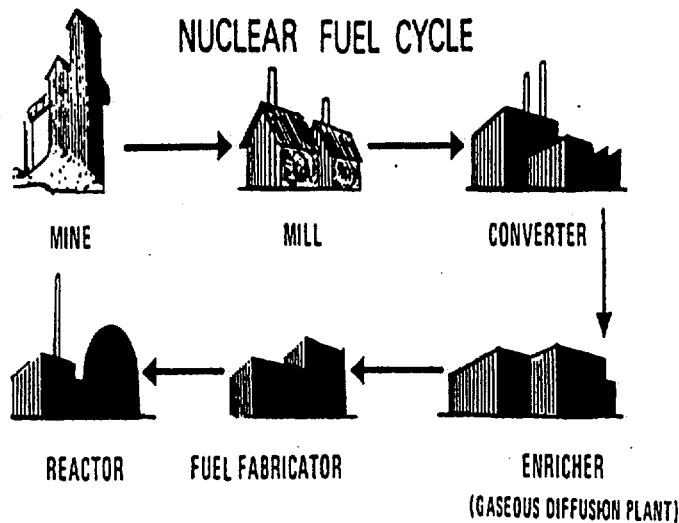 NUCLEAR FUEL CYCLE
MINE
MILL
CONVERTER
REACTOR
FUEL FABRICATOR
ENRICHER
(GASEOUS DIFFUSION PLANT)